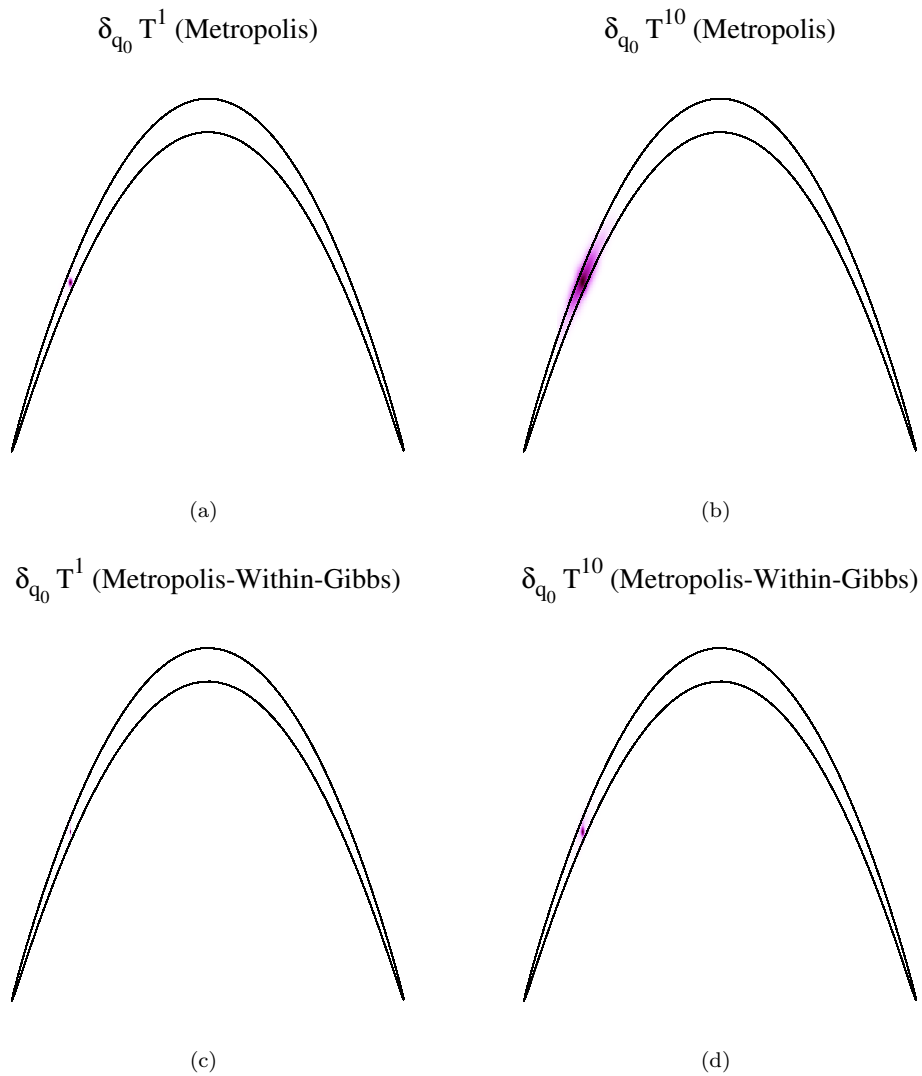 δq₀ T¹ (Metropolis)
δq₀ T¹⁰ (Metropolis)
(a)
(b)
δq₀ T¹ (Metropolis-Within-Gibbs)
δq₀ T¹⁰ (Metropolis-Within-Gibbs)
(c)
(d)